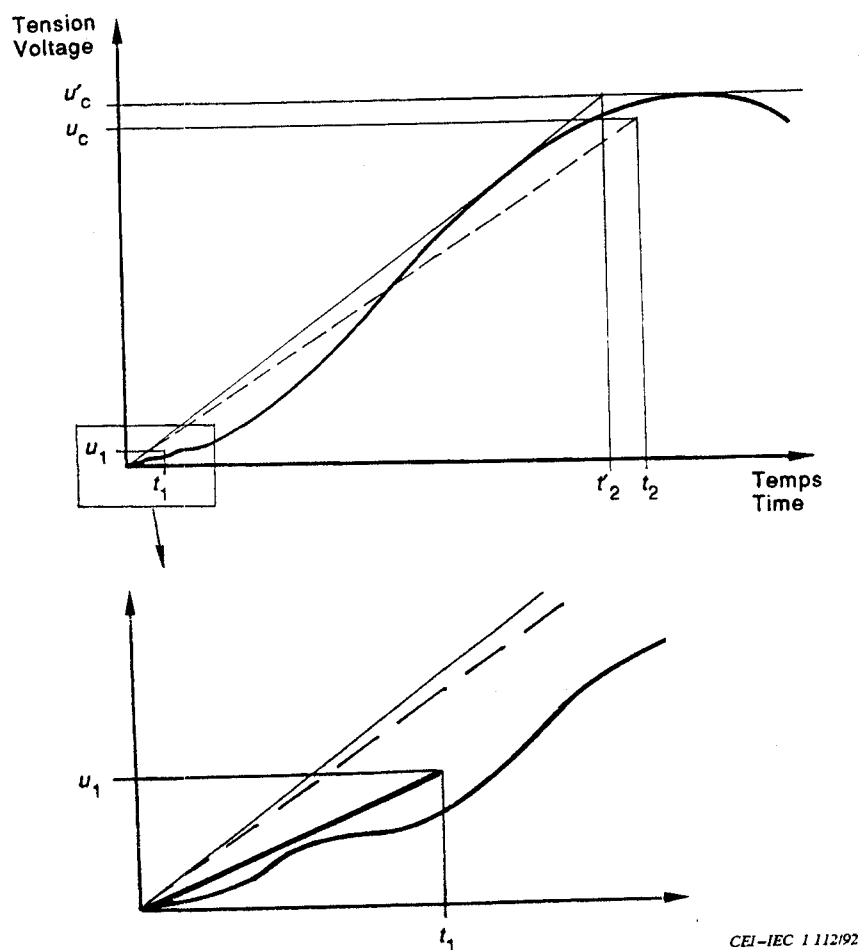 Tension
Voltage
u′c
uc
u1
t1
t′2
t2
Temps
Time
u1
t1
CEI–IEC 1 112/92